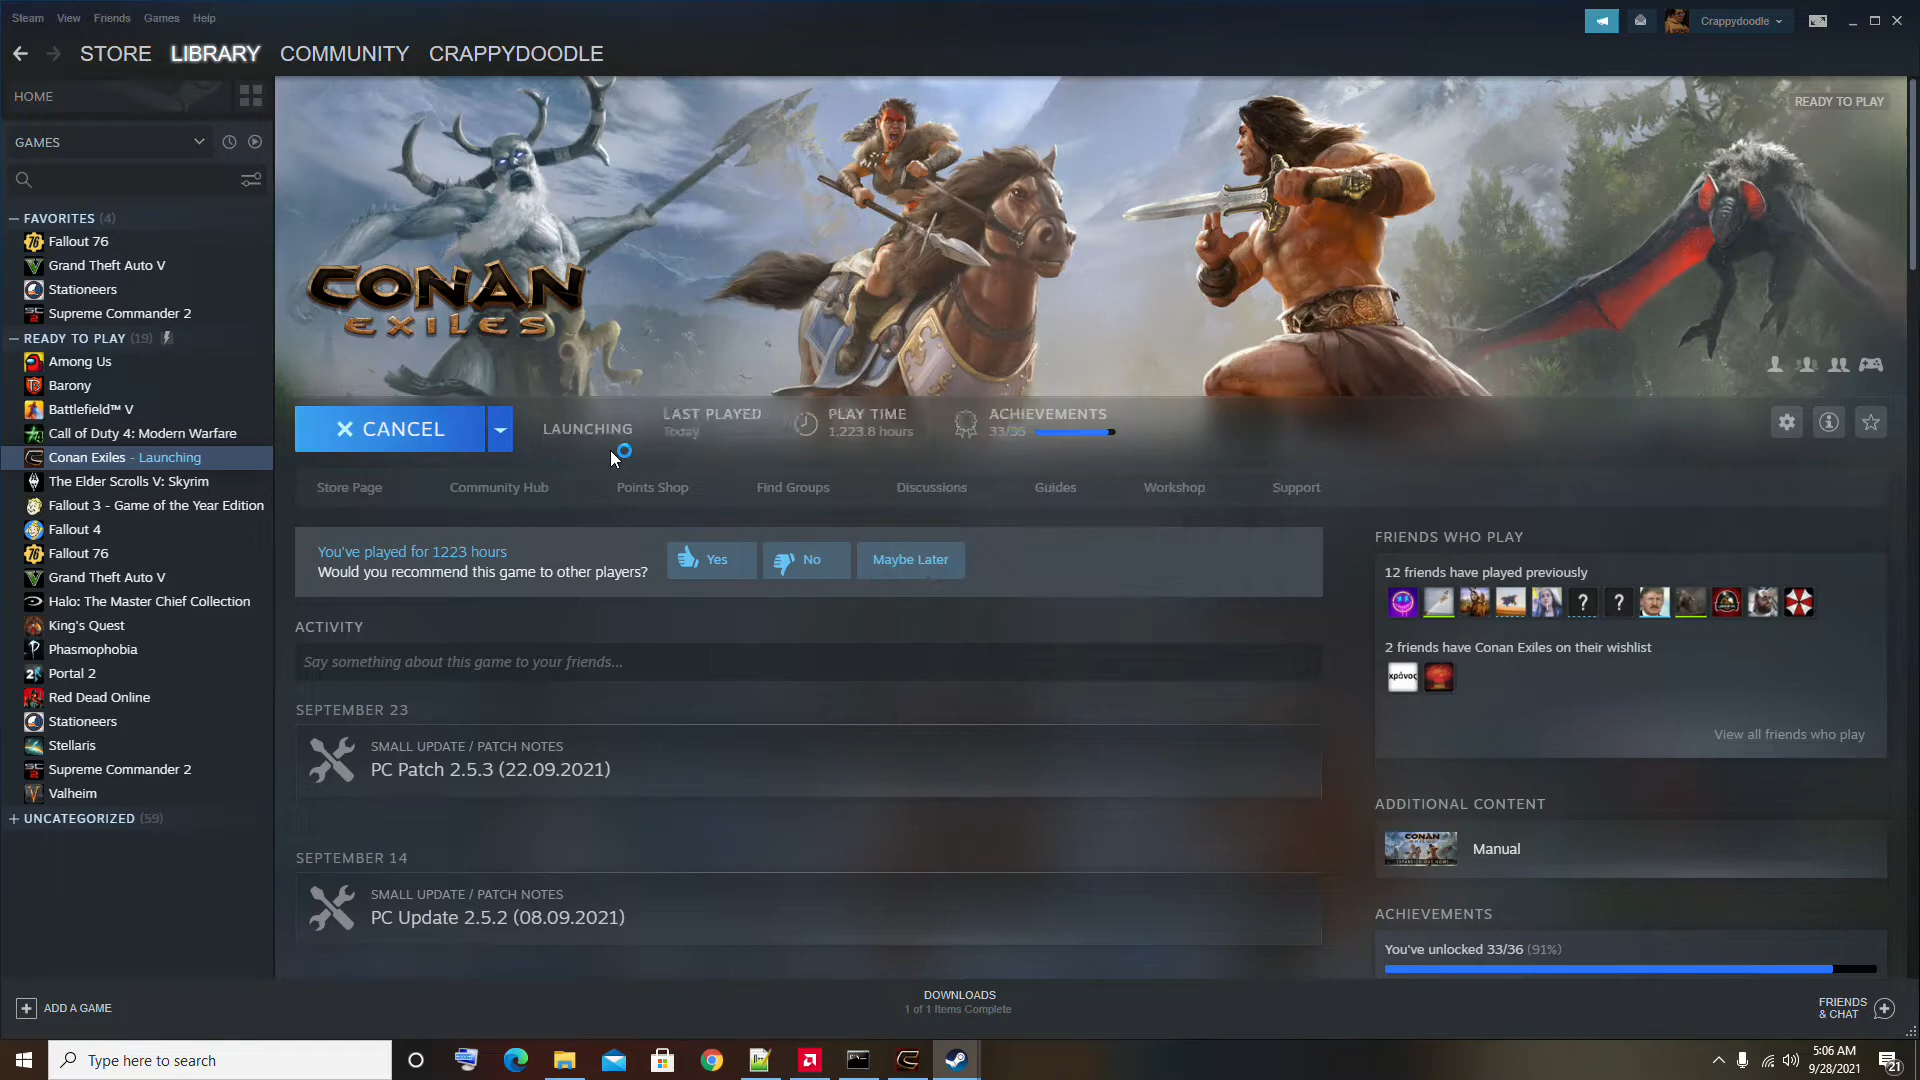 Steam View Friends Games Help
Crappydoodle
STORE LIBRARY COMMUNITY CRAPPYDOODLE
HOME
GAMES
FAVORITES (4)
Fallout 76
Grand Theft Auto V
Stationeers
Supreme Commander 2
READY TO PLAY (19)
Among Us
Barony
Battlefield™ V
Call of Duty 4: Modern Warfare
Conan Exiles - Launching
The Elder Scrolls V: Skyrim
Fallout 3 - Game of the Year Edition
Fallout 4
Fallout 76
Grand Theft Auto V
Halo: The Master Chief Collection
King's Quest
Phasmophobia
Portal 2
Red Dead Online
Stationeers
Stellaris
Supreme Commander 2
Valheim
UNCATEGORIZED (59)
READY TO PLAY
CONAN
EXILES
CANCEL
LAUNCHING
LAST PLAYED
Today
PLAY TIME
1,223.8 hours
ACHIEVEMENTS
33/36
Store Page Community Hub Points Shop Find Groups Discussions Guides Workshop Support
You've played for 1223 hours
Would you recommend this game to other players?
Yes No Maybe Later
ACTIVITY
Say something about this game to your friends...
SEPTEMBER 23
SMALL UPDATE / PATCH NOTES
PC Patch 2.5.3 (22.09.2021)
SEPTEMBER 14
SMALL UPDATE / PATCH NOTES
PC Update 2.5.2 (08.09.2021)
FRIENDS WHO PLAY
12 friends have played previously
? ?
2 friends have Conan Exiles on their wishlist
χρόνος
View all friends who play
ADDITIONAL CONTENT
CONAN
Manual
ACHIEVEMENTS
You've unlocked 33/36 (91%)
ADD A GAME
DOWNLOADS
1 of 1 Items Complete
FRIENDS
& CHAT
Type here to search
5:06 AM
9/28/2021
21